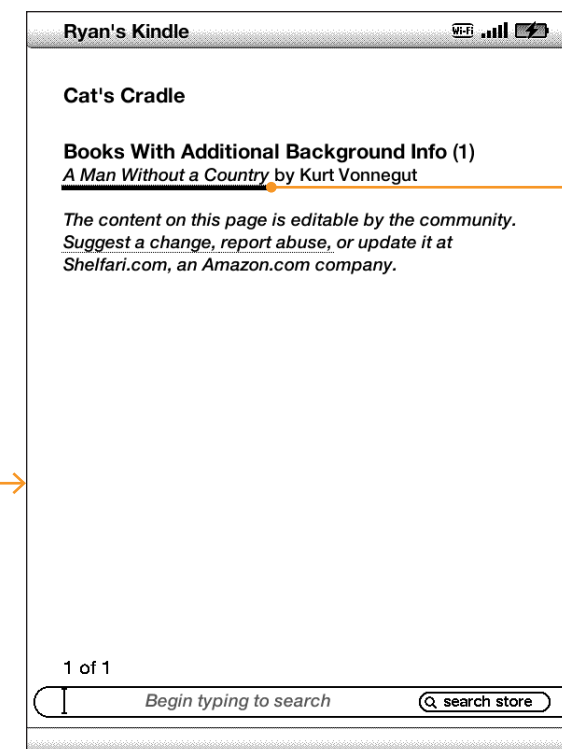 Ryan's Kindle Wi-Fi
Cat's Cradle
Books With Additional Background Info (1)
A Man Without a Country by Kurt Vonnegut
The content on this page is editable by the community.
Suggest a change, report abuse, or update it at
Shelfari.com, an Amazon.com company.
1 of 1
Begin typing to search search store